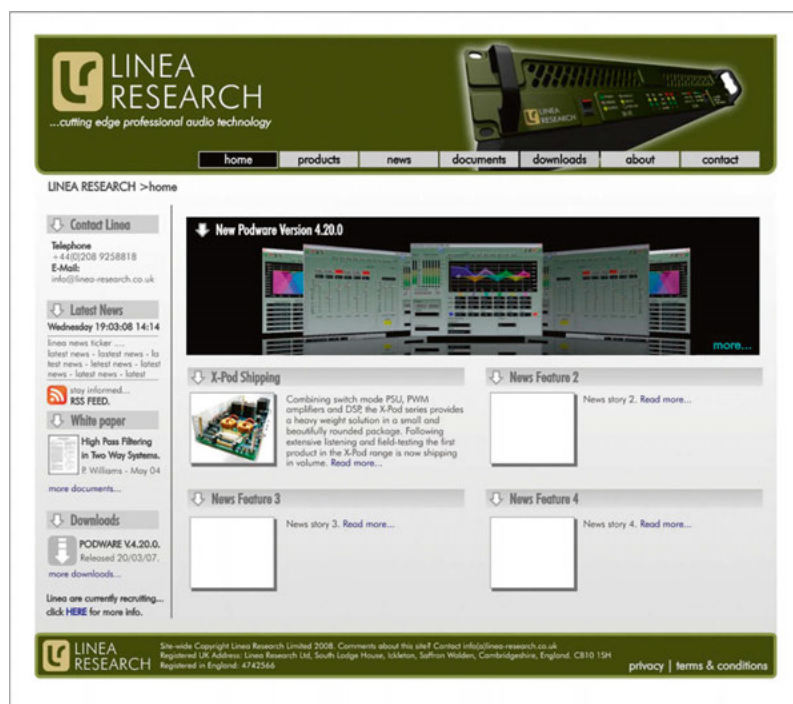 LINEA
RESEARCH
...cutting edge professional audio technology
LINEA
RESEARCH
home products news documents downloads about contact
LINEA RESEARCH >home
Contact Linea
Telephone
+44(0)208 9258818
E-Mail:
info@linea-research.co.uk
Latest News
Wednesday 19:03:08 14:14
linea news ticker ....
latest news - lastest news - la
test news - letest news - latest
news - latest news - latest
stay informed...
RSS FEED.
White paper
High Pass Filtering
in Two Way Systems.
P. Williams - May 04
more documents...
Downloads
PODWARE V.4.20.0.
Released 20/03/07.
more downloads...
Linea are currently recrutting...
click HERE for more info.
New Podware Version 4.20.0
more...
X-Pod Shipping
Combining switch mode PSU, PWM
amplifiers and DSP, the X-Pod series provides
a heavy weight solution in a small and
beautifully rounded package. Following
extensive listening and field-testing the first
product in the X-Pod range is now shipping
in volume. Read more...
News Feature 2
News story 2. Read more...
News Feature 3
News story 3. Read more...
News Feature 4
News story 4. Read more...
LINEA
RESEARCH
Site-wide Copyright Linea Research Limited 2008. Comments about this site? Contact info(a)linea-research.co.uk
Registered UK Address: Linea Research Ltd, South Lodge House, Ickleton, Saffron Walden, Cambridgeshire, England. CB10 1SH
Registered in England: 4742566
privacy | terms & conditions